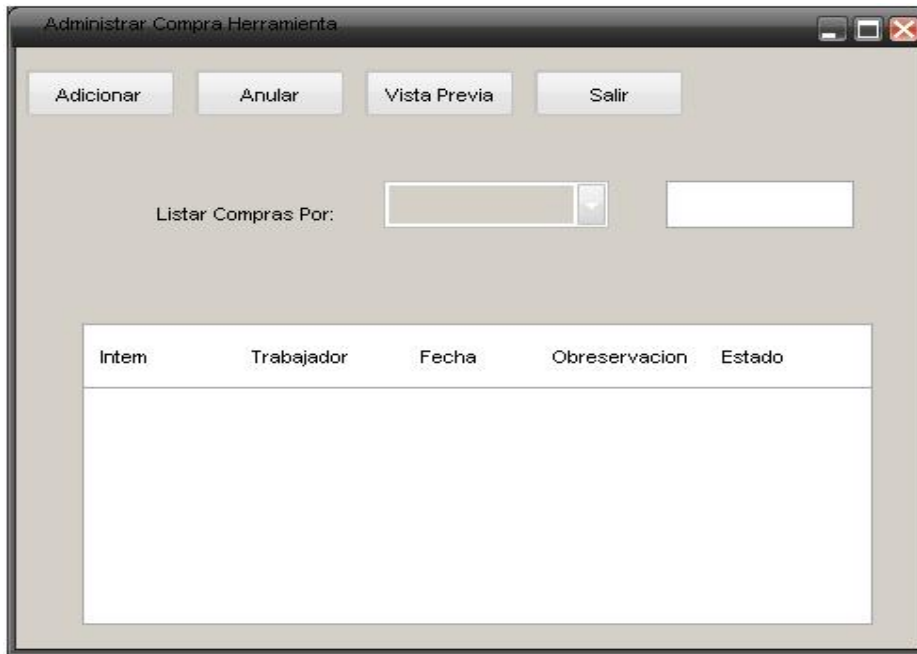 Administrar Compra Herramienta
Adicionar Anular Vista Previa Salir
Listar Compras Por:
Intem Trabajador Fecha Obreservacion Estado